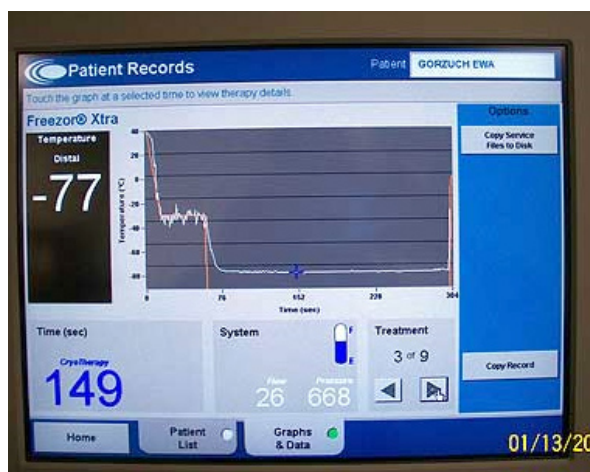 Patient Records
Patient GORZUCH EWA
Touch the graph at a selected time to view therapy details.
Options
Freezor® Xtra
Copy Service
Files to Disk
Temperature
Distal
-77
Temperature (°C)
40
20
0
-20
-40
-60
-80
0 76 152 228 304
Time (sec)
Time (sec)
CryoTherapy
149
System
F
E
Flow Pressure
26 668
Treatment
3 of 9
Copy Record
Home
Patient
List
Graphs
& Data
01/13/20